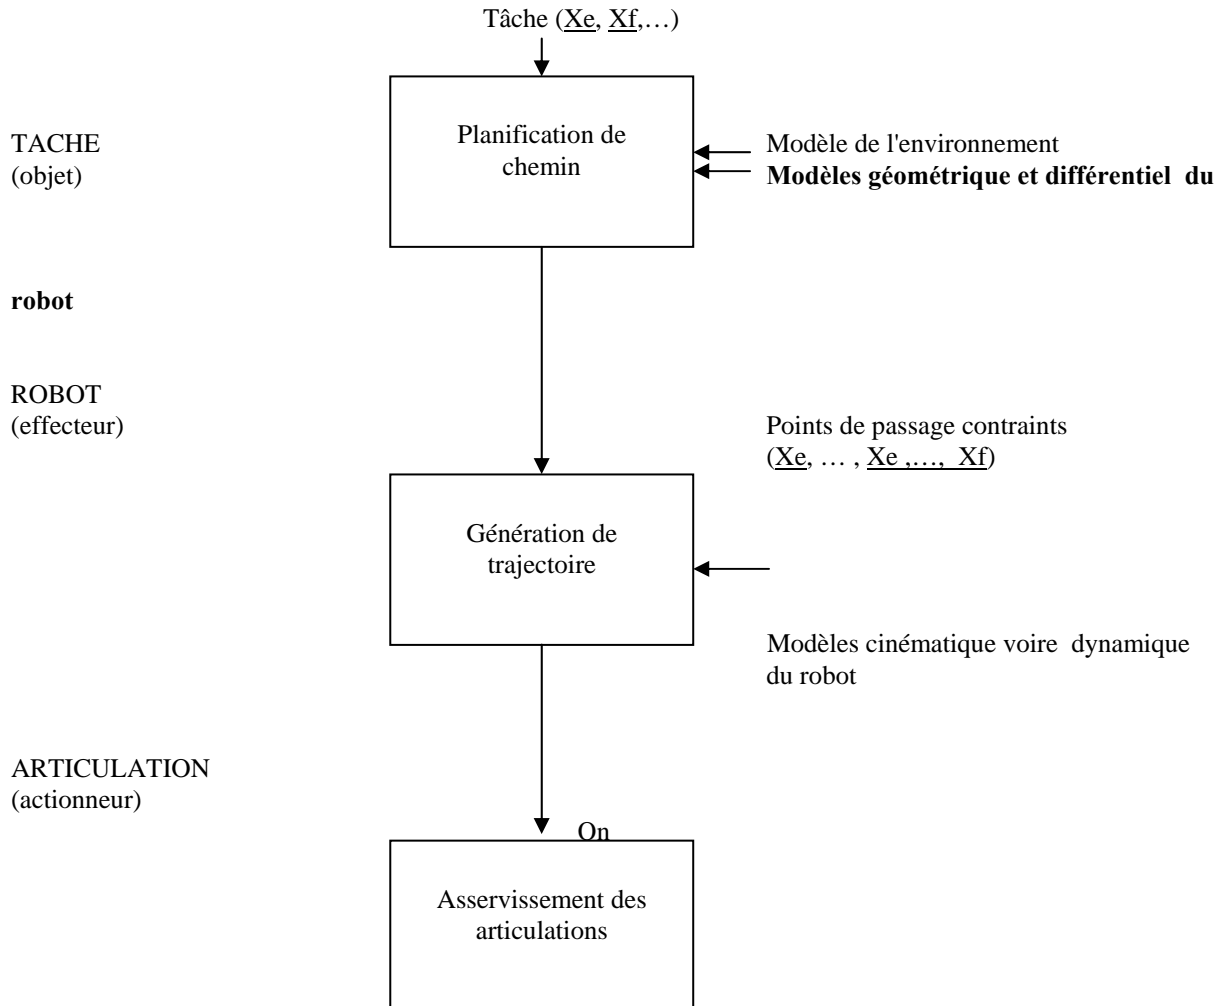 Tâche (Xe, Xf,…)
Planification de
chemin
TACHE
(objet)
Modèle de l'environnement
Modèles géométrique et différentiel du
robot
ROBOT
(effecteur)
Points de passage contraints
(Xe, … , Xe ,…, Xf)
Génération de
trajectoire
Modèles cinématique voire dynamique
du robot
ARTICULATION
(actionneur)
On
Asservissement des
articulations